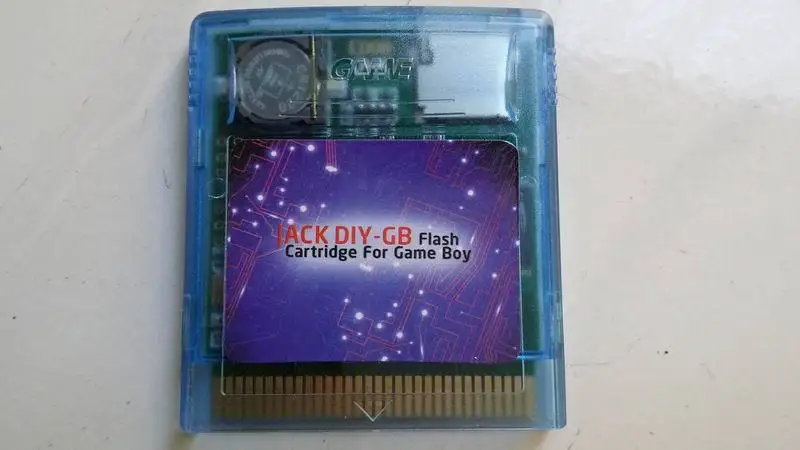 GAME
JACK DIY-GB Flash
Cartridge For Game Boy